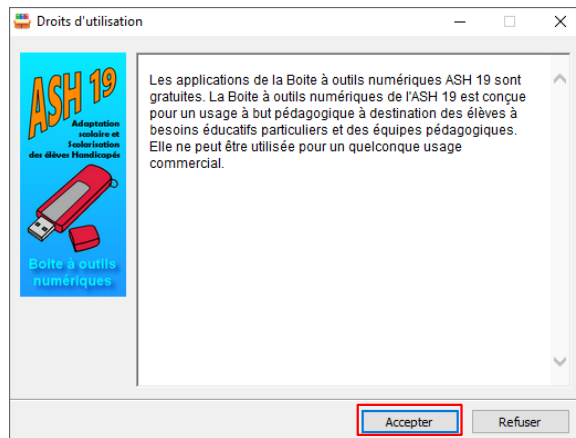 Droits d'utilisation
ASH 19
Adaptation
scolaire et
Scolarisation
des élèves Handicapés
Boite à outils
numériques
Les applications de la Boite à outils numériques ASH 19 sont
gratuites. La Boite à outils numériques de l'ASH 19 est conçue
pour un usage à but pédagogique à destination des élèves à
besoins éducatifs particuliers et des équipes pédagogiques.
Elle ne peut être utilisée pour un quelconque usage
commercial.
Accepter
Refuser